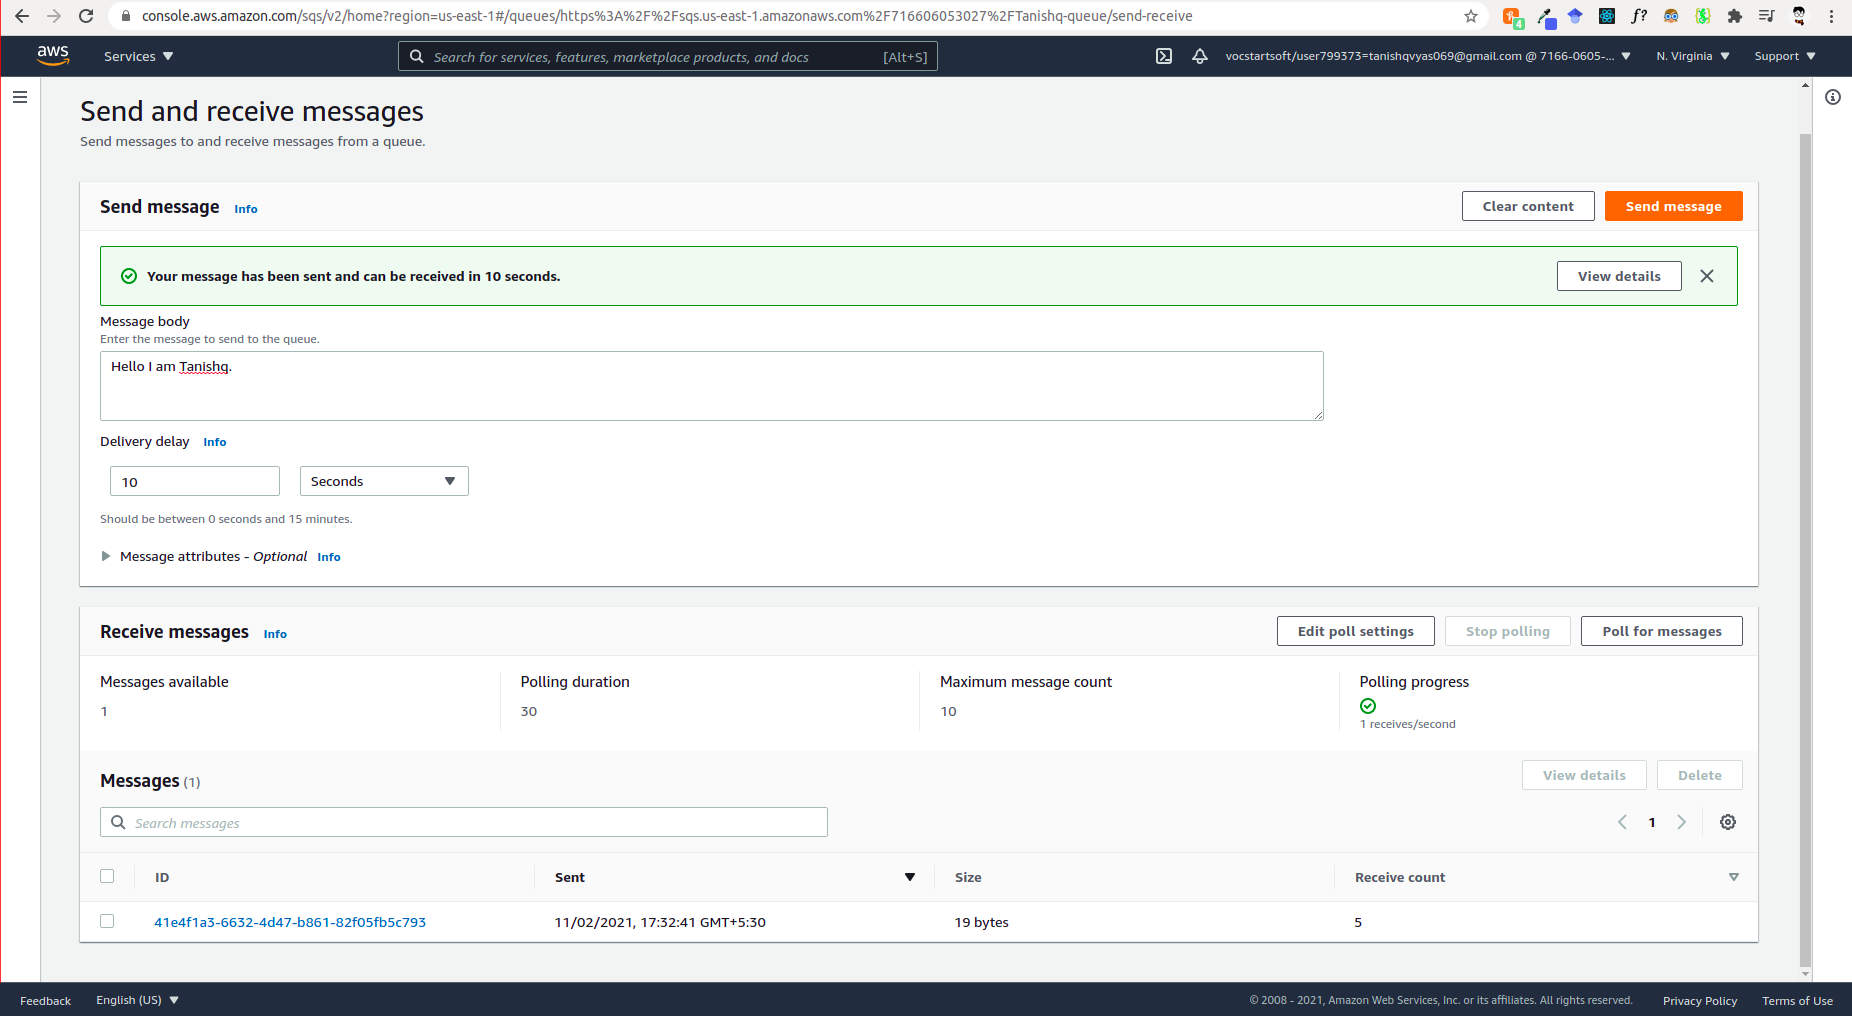 console.aws.amazon.com/sqs/v2/home?region=us-east-1#/queues/https%3A%2F%2Fsqs.us-east-1.amazonaws.com%2F716606053027%2FTanishq-queue/send-receive
4
f?
aws
Services
Search for services, features, marketplace products, and docs
[Alt+S]
vocstartsoft/user799373=tanishqvyas069@gmail.com @ 7166-0605-...
N. Virginia
Support
Send and receive messages
Send messages to and receive messages from a queue.
Send message Info
Clear content
Send message
Your message has been sent and can be received in 10 seconds.
View details
Message body
Enter the message to send to the queue.
Hello I am Tanishq.
Delivery delay Info
10
Seconds
Should be between 0 seconds and 15 minutes.
Message attributes - Optional Info
Receive messages Info
Edit poll settings
Stop polling
Poll for messages
Messages available
1
Polling duration
30
Maximum message count
10
Polling progress
1 receives/second
Messages (1)
View details
Delete
Search messages
1
ID Sent Size Receive count
41e4f1a3-6632-4d47-b861-82f05fb5c793 11/02/2021, 17:32:41 GMT+5:30 19 bytes 5
Feedback
English (US)
© 2008 - 2021, Amazon Web Services, Inc. or its affiliates. All rights reserved.
Privacy Policy
Terms of Use